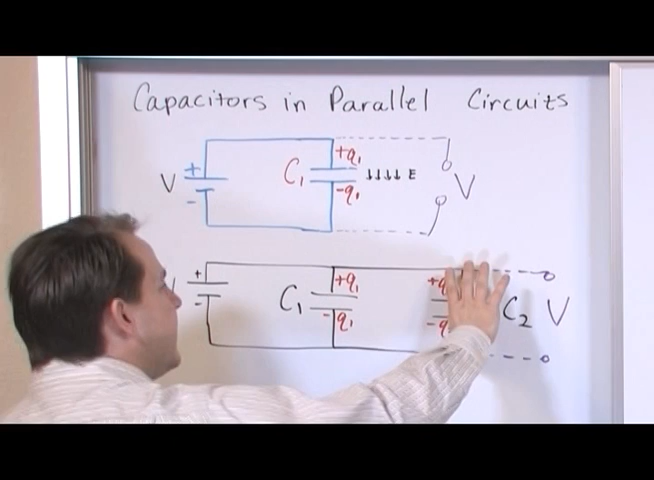 Capacitors in Parallel Circuits
V + - C₁ +q₁ -q₁ ↓↓↓↓ E V
+ - C₁ +q₁ -q₁ +q -q C₂ V